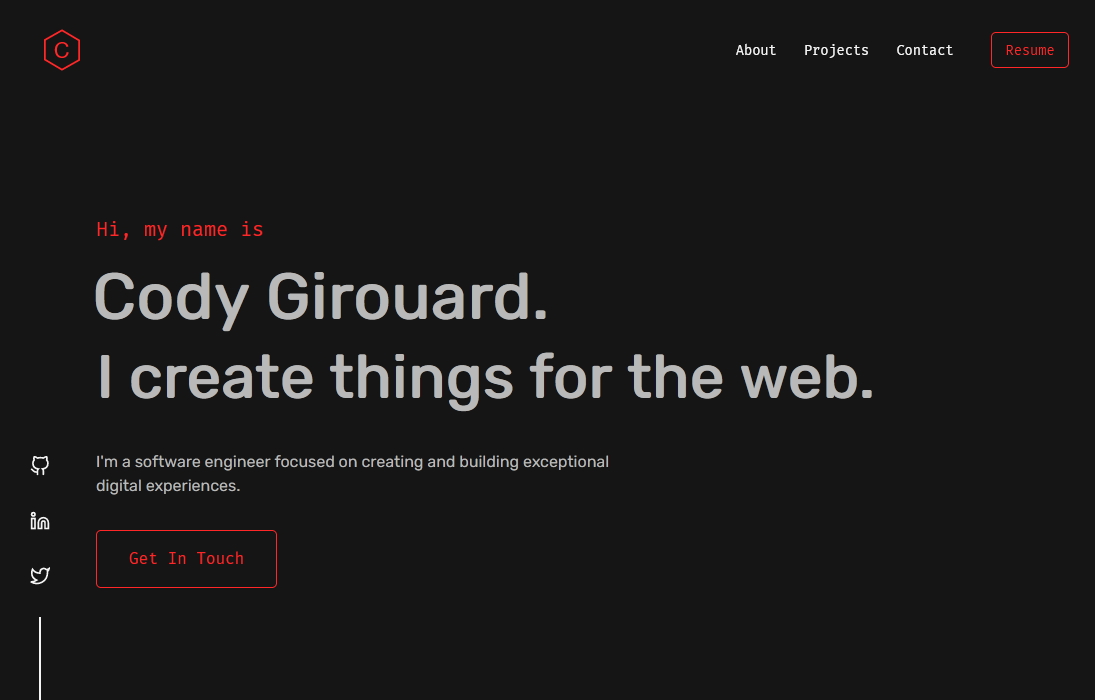 C
About Projects Contact Resume
Hi, my name is
Cody Girouard.
I create things for the web.
I'm a software engineer focused on creating and building exceptional
digital experiences.
Get In Touch